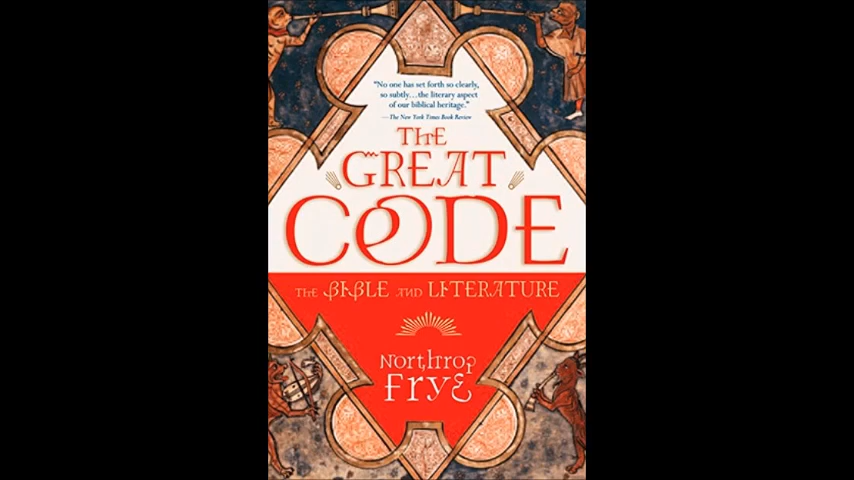 "No one has set forth so clearly,
so subtly...the literary aspect
of our biblical heritage."
—The New York Times Book Review
THE
GREAT
CODE
THE BIBLE AND LITERATURE
Northrop
Frye